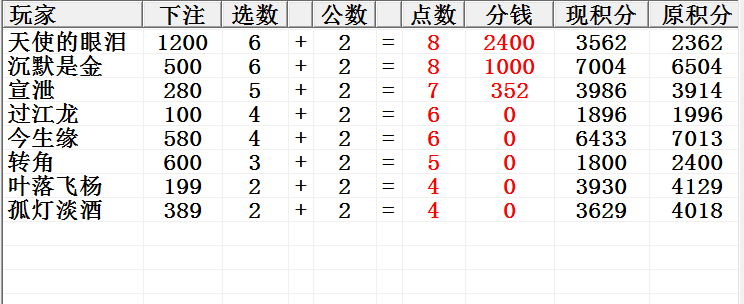 玩家 下注 选数 + 公数 点数 分钱 现积分 原积分
天使的眼泪 1200 6 + 2 = 8 2400 3562 2362
沉默是金 500 6 + 2 = 8 1000 7004 6504
宣泄 280 5 + 2 = 7 352 3986 3914
过江龙 100 4 + 2 = 6 0 1896 1996
今生缘 580 4 + 2 = 6 0 6433 7013
转角 600 3 + 2 = 5 0 1800 2400
叶落飞杨 199 2 + 2 = 4 0 3930 4129
孤灯淡酒 389 2 + 2 = 4 0 3629 4018